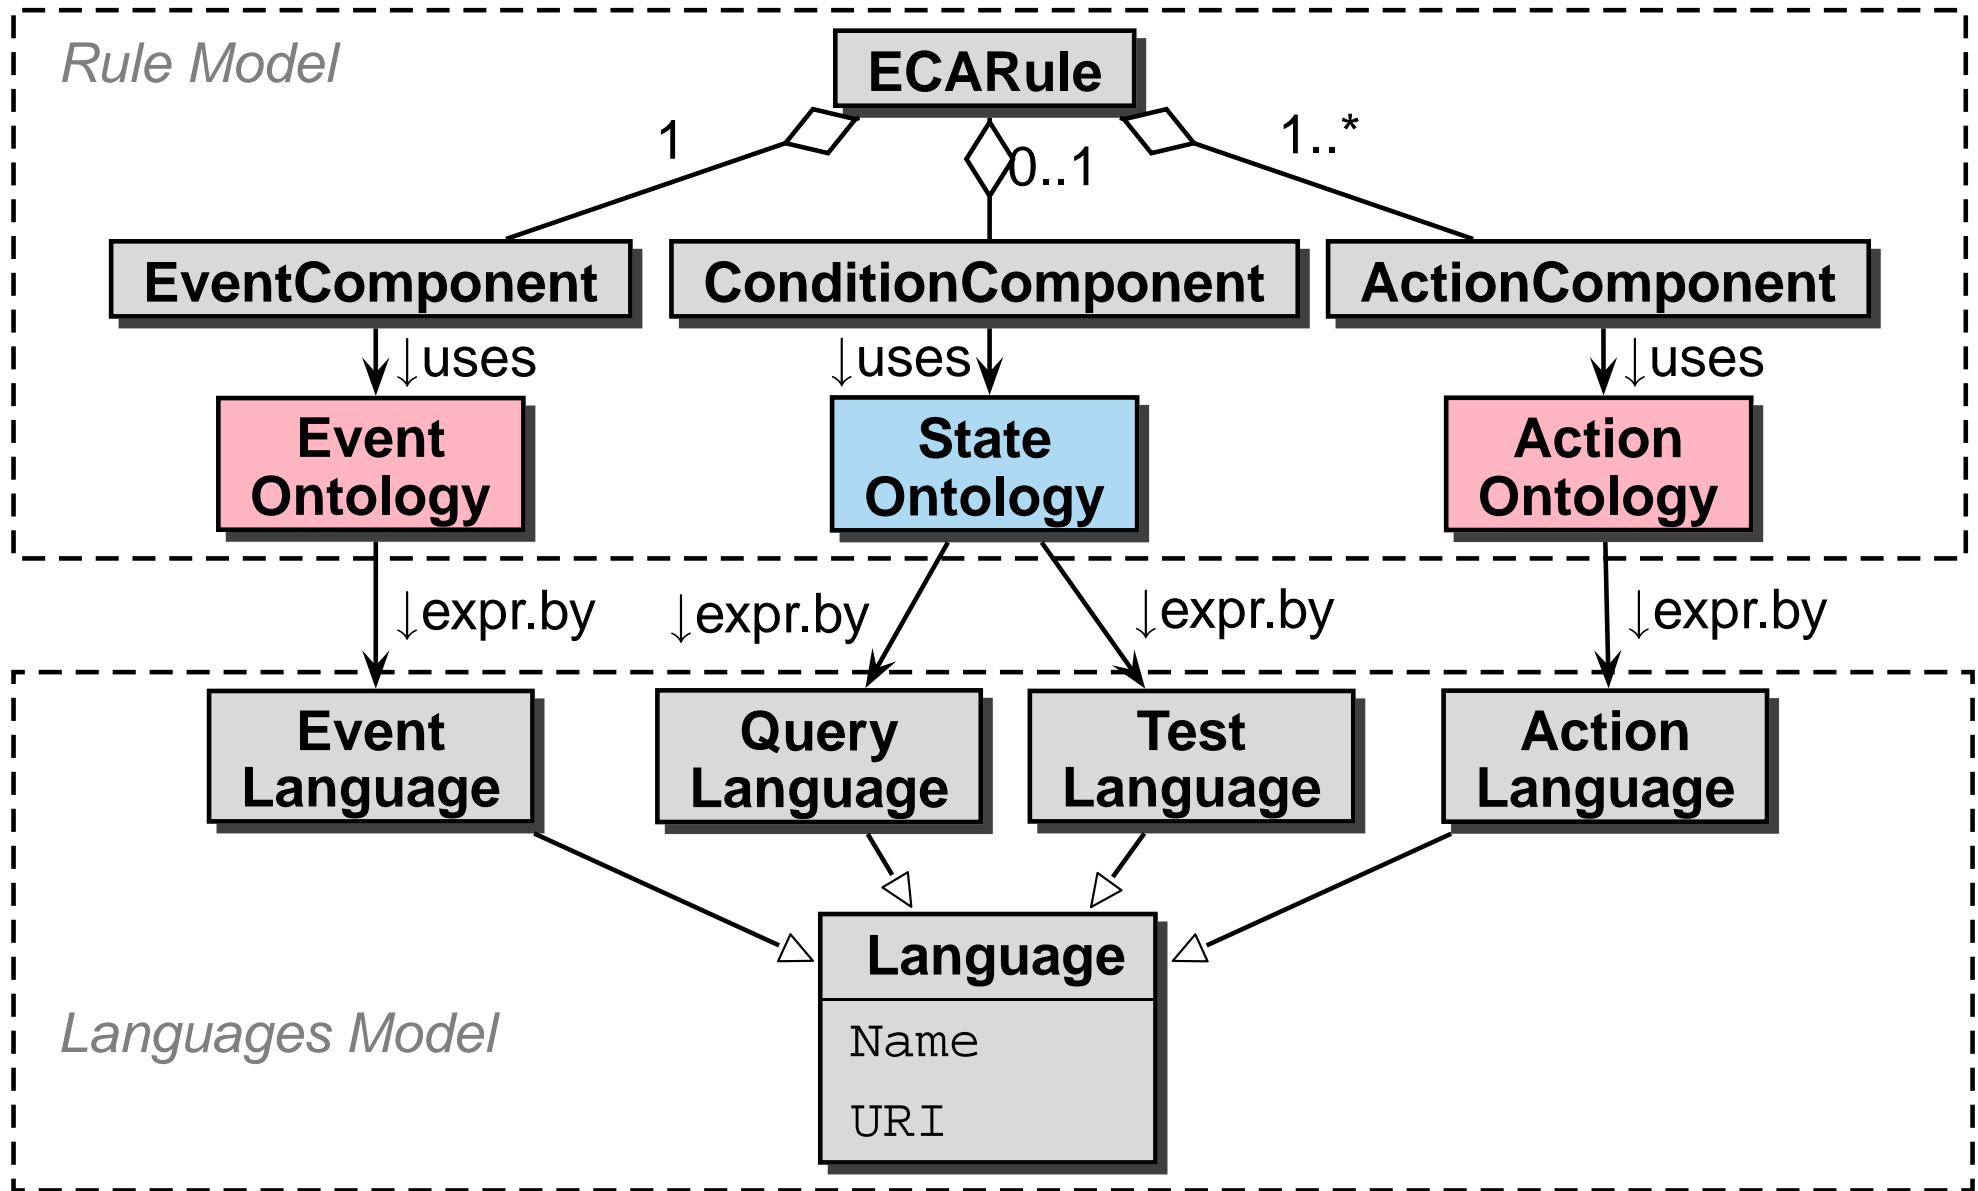 Rule Model
ECARule
1
0..1
1..*
EventComponent
ConditionComponent
ActionComponent
↓uses
↓uses
↓uses
Event
Ontology
State
Ontology
Action
Ontology
↓expr.by
↓expr.by
↓expr.by
↓expr.by
Event
Language
Query
Language
Test
Language
Action
Language
Language
Name
URI
Languages Model